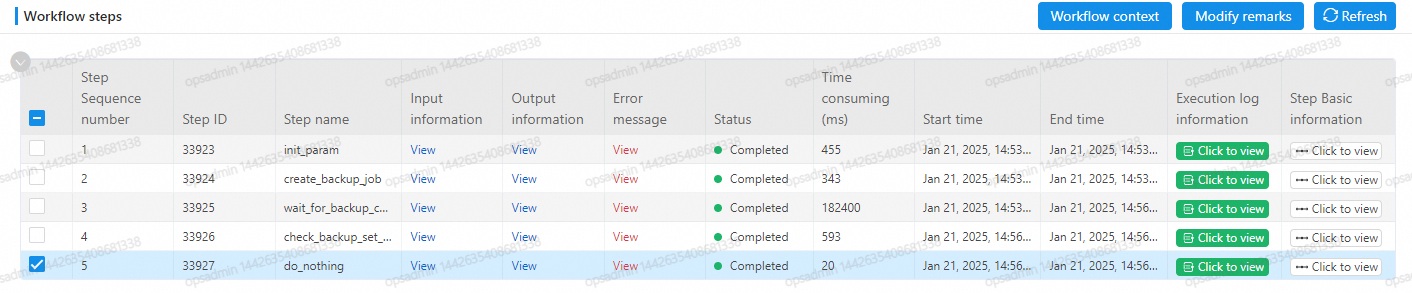 Workflow steps
Workflow context
Modify remarks
Refresh
Step Sequence number
Step ID
Step name
Input information
Output information
Error message
Status
Time consuming (ms)
Start time
End time
Execution log information
Step Basic information
1 33923 init_param View View View Completed 455 Jan 21, 2025, 14:53... Jan 21, 2025, 14:53... Click to view Click to view
2 33924 create_backup_job View View View Completed 343 Jan 21, 2025, 14:53... Jan 21, 2025, 14:53... Click to view Click to view
3 33925 wait_for_backup_c... View View View Completed 182400 Jan 21, 2025, 14:53... Jan 21, 2025, 14:56... Click to view Click to view
4 33926 check_backup_set_... View View View Completed 593 Jan 21, 2025, 14:56... Jan 21, 2025, 14:56... Click to view Click to view
5 33927 do_nothing View View View Completed 20 Jan 21, 2025, 14:56... Jan 21, 2025, 14:56... Click to view Click to view
opsadmin 1442635408681338